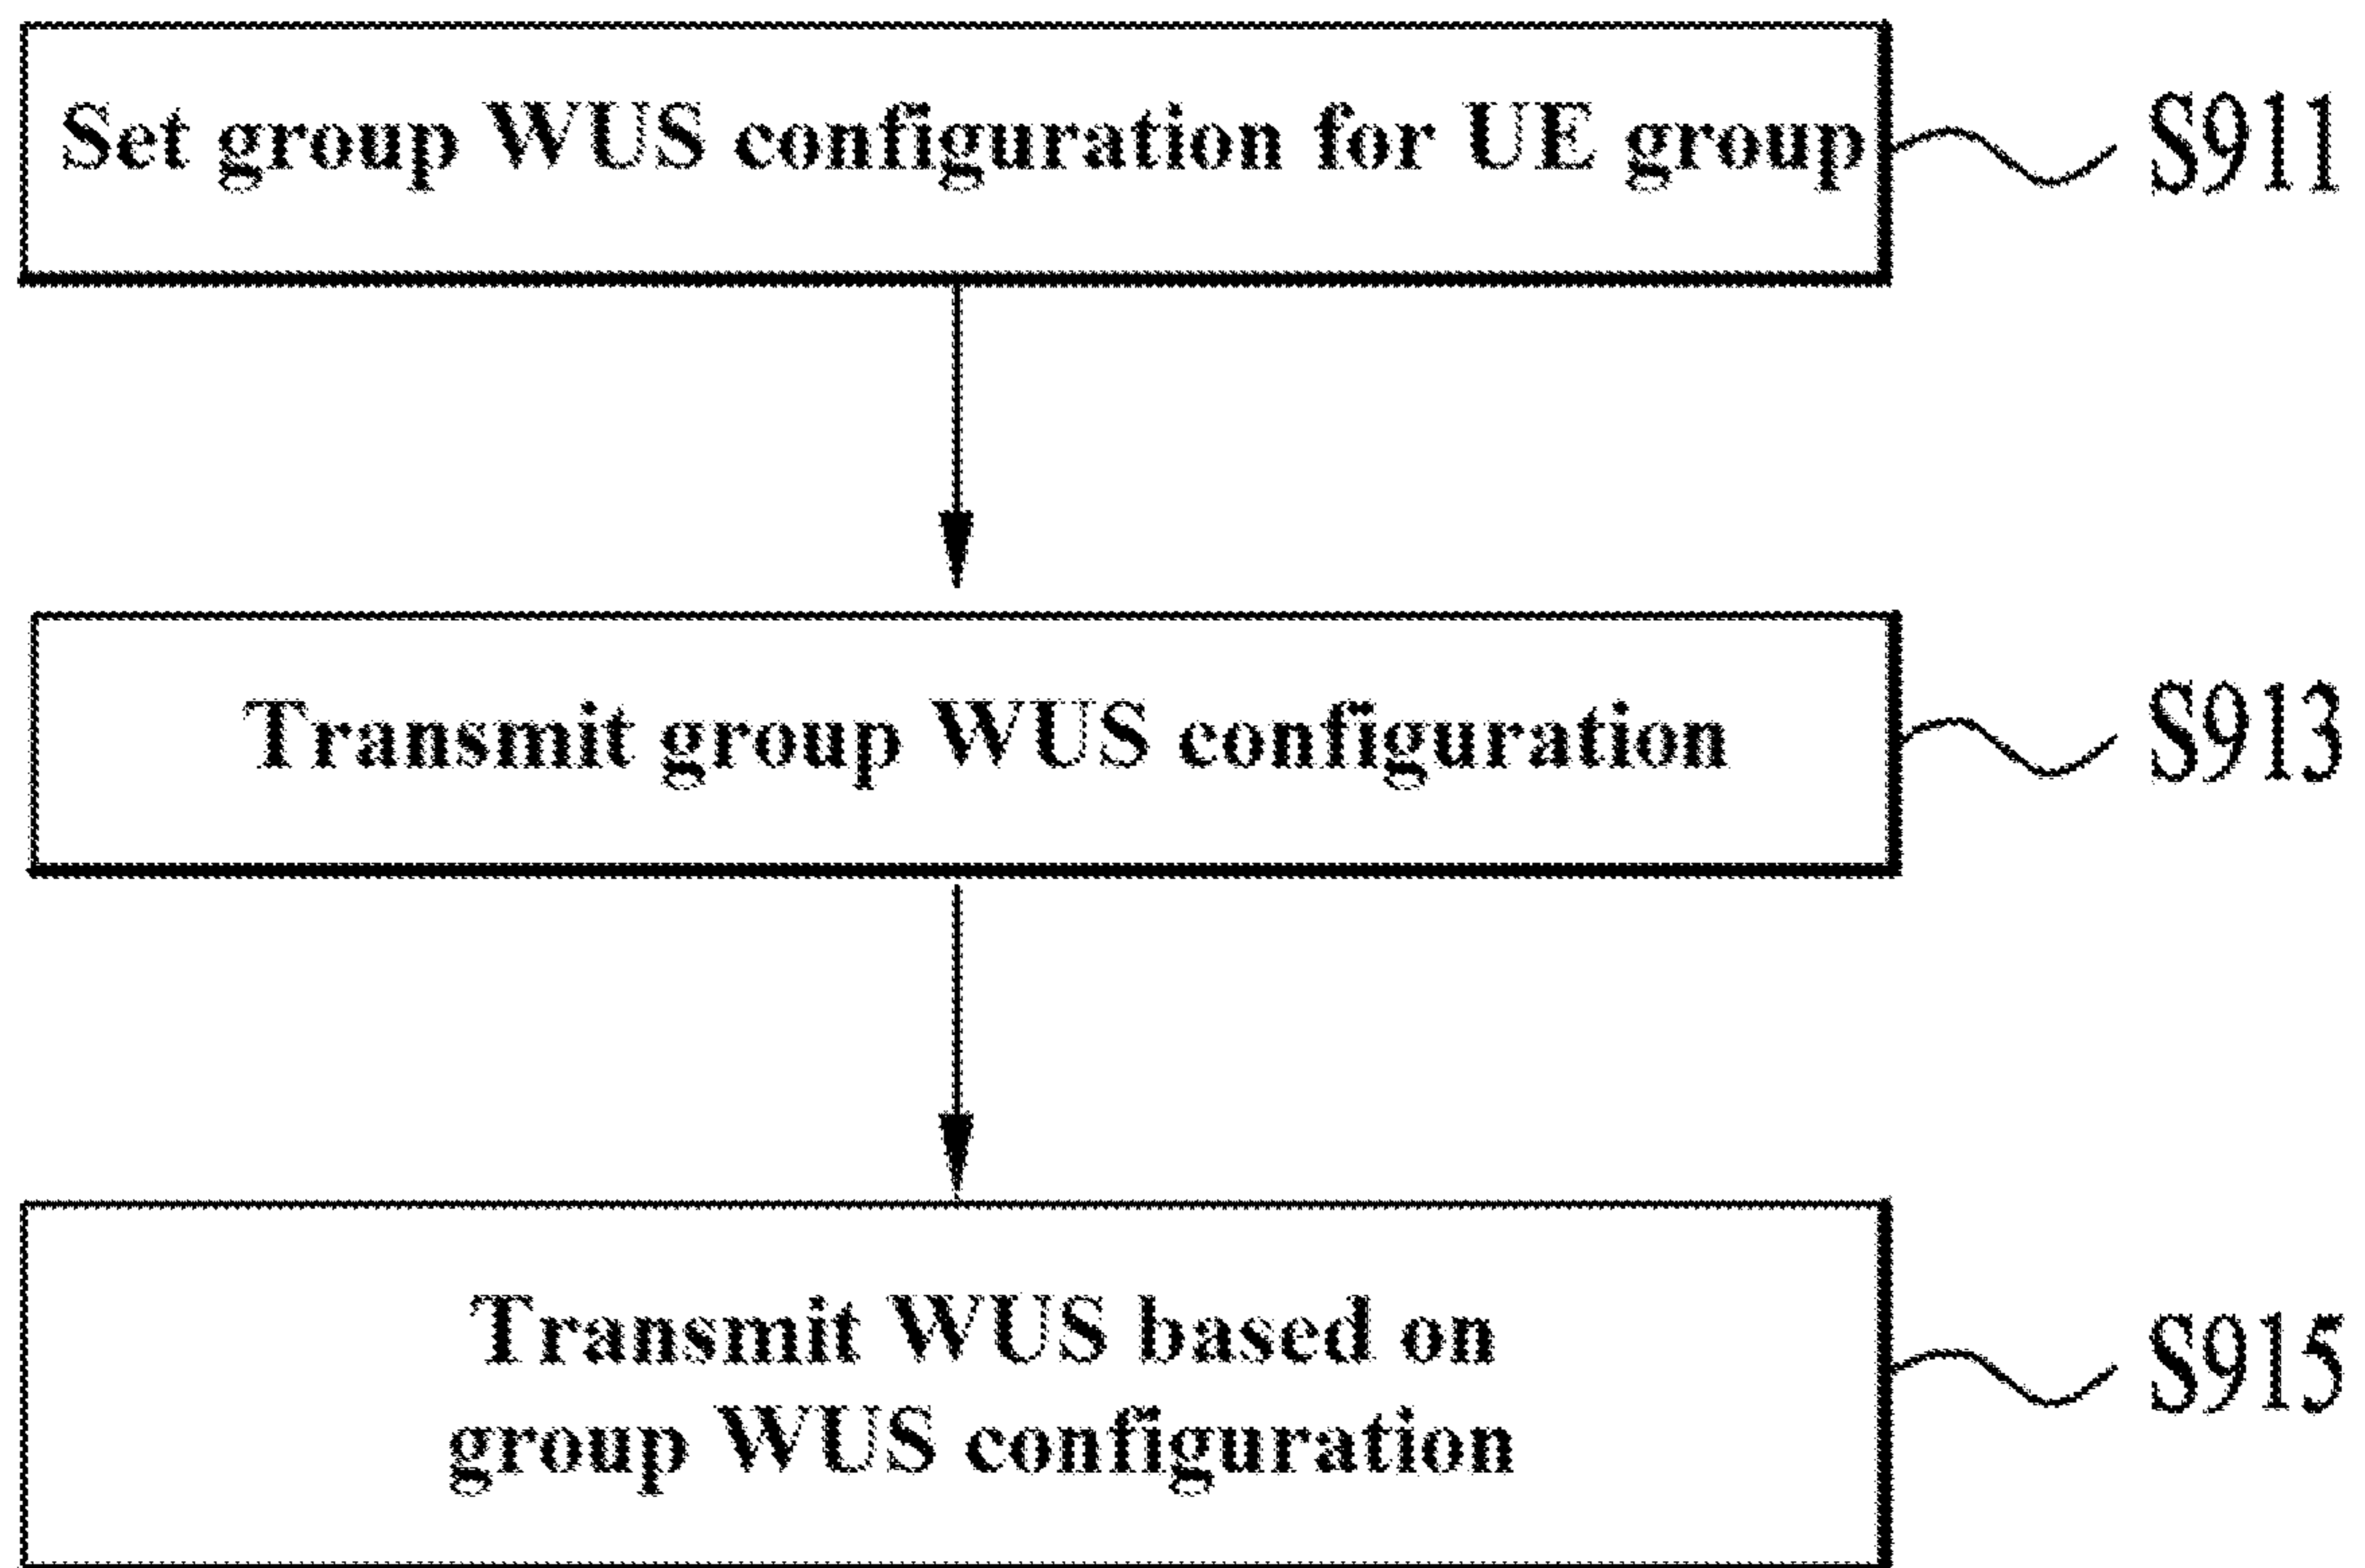 Set group WUS configuration for UE group
S911
Transmit group WUS configuration
S913
Transmit WUS based on
group WUS configuration
S915